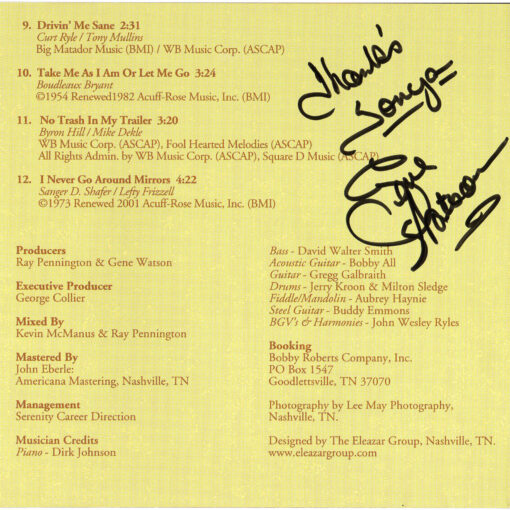 9. Drivin' Me Sane 2:31
Curt Ryle / Tony Mullins
Big Matador Music (BMI) / WB Music Corp. (ASCAP)
10. Take Me As I Am Or Let Me Go 3:24
Boudleaux Bryant
©1954 Renewed1982 Acuff-Rose Music, Inc. (BMI)
11. No Trash In My Trailer 3:20
Byron Hill / Mike Dekle
WB Music Corp. (ASCAP), Fool Hearted Melodies (ASCAP)
All Rights Admin. by WB Music Corp. (ASCAP), Square D Music (ASCAP)
12. I Never Go Around Mirrors 4:22
Sanger D. Shafer / Lefty Frizzell
©1973 Renewed 2001 Acuff-Rose Music, Inc. (BMI)
Thanks
Sonya
Gene
Watson
Producers
Ray Pennington & Gene Watson
Executive Producer
George Collier
Mixed By
Kevin McManus & Ray Pennington
Mastered By
John Eberle:
Americana Mastering, Nashville, TN
Management
Serenity Career Direction
Musician Credits
Piano - Dirk Johnson
Bass - David Walter Smith
Acoustic Guitar - Bobby All
Guitar - Gregg Galbraith
Drums - Jerry Kroon & Milton Sledge
Fiddle/Mandolin - Aubrey Haynie
Steel Guitar - Buddy Emmons
BGV's & Harmonies - John Wesley Ryles
Booking
Bobby Roberts Company, Inc.
PO Box 1547
Goodlettsville, TN 37070
Photography by Lee May Photography,
Nashville, TN.
Designed by The Eleazar Group, Nashville, TN.
www.eleazargroup.com